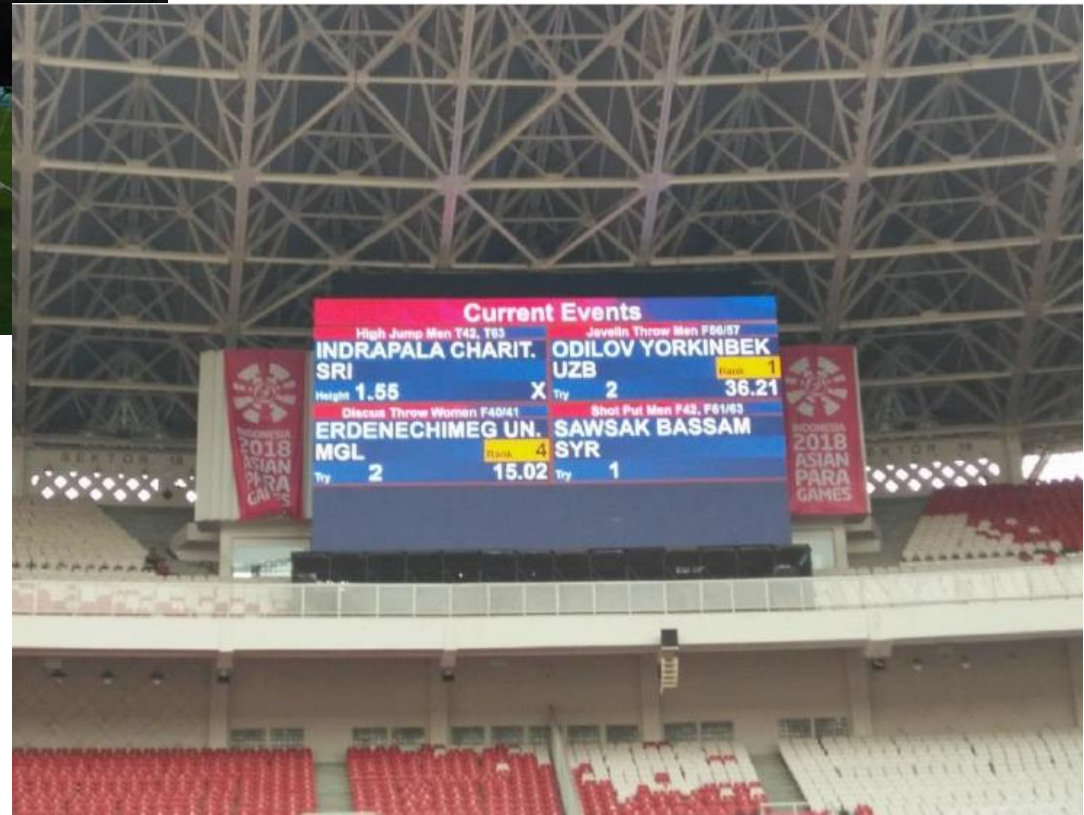 Current Events
High Jump Men T42, T63
INDRAPALA CHARIT.
SRI
Height 1.55 X
Javelin Throw Men F56/57
ODILOV YORKINBEK
UZB Rank 1
Try 2 36.21
Discus Throw Women F40/41
ERDENECHIMEG UN.
MGL Rank 4
Try 2 15.02
Shot Put Men F42, F61/63
SAWSAK BASSAM
SYR
Try 1
INDONESIA
2018
ASIAN
PARA
GAMES
INDONESIA
2018
ASIAN
PARA
GAMES
SEKTOR